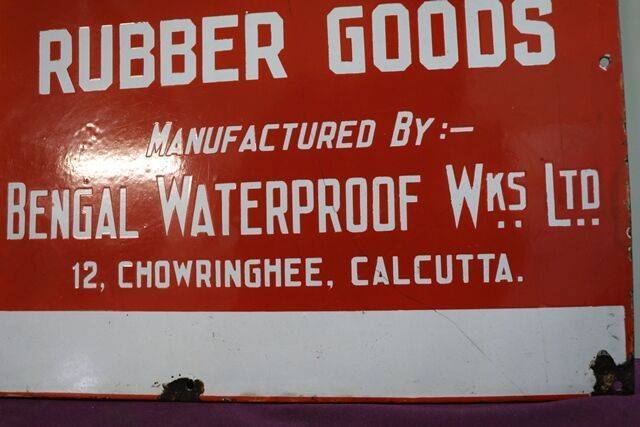 RUBBER GOODS
MANUFACTURED BY :—
BENGAL WATERPROOF WKS LTD
12, CHOWRINGHEE, CALCUTTA.